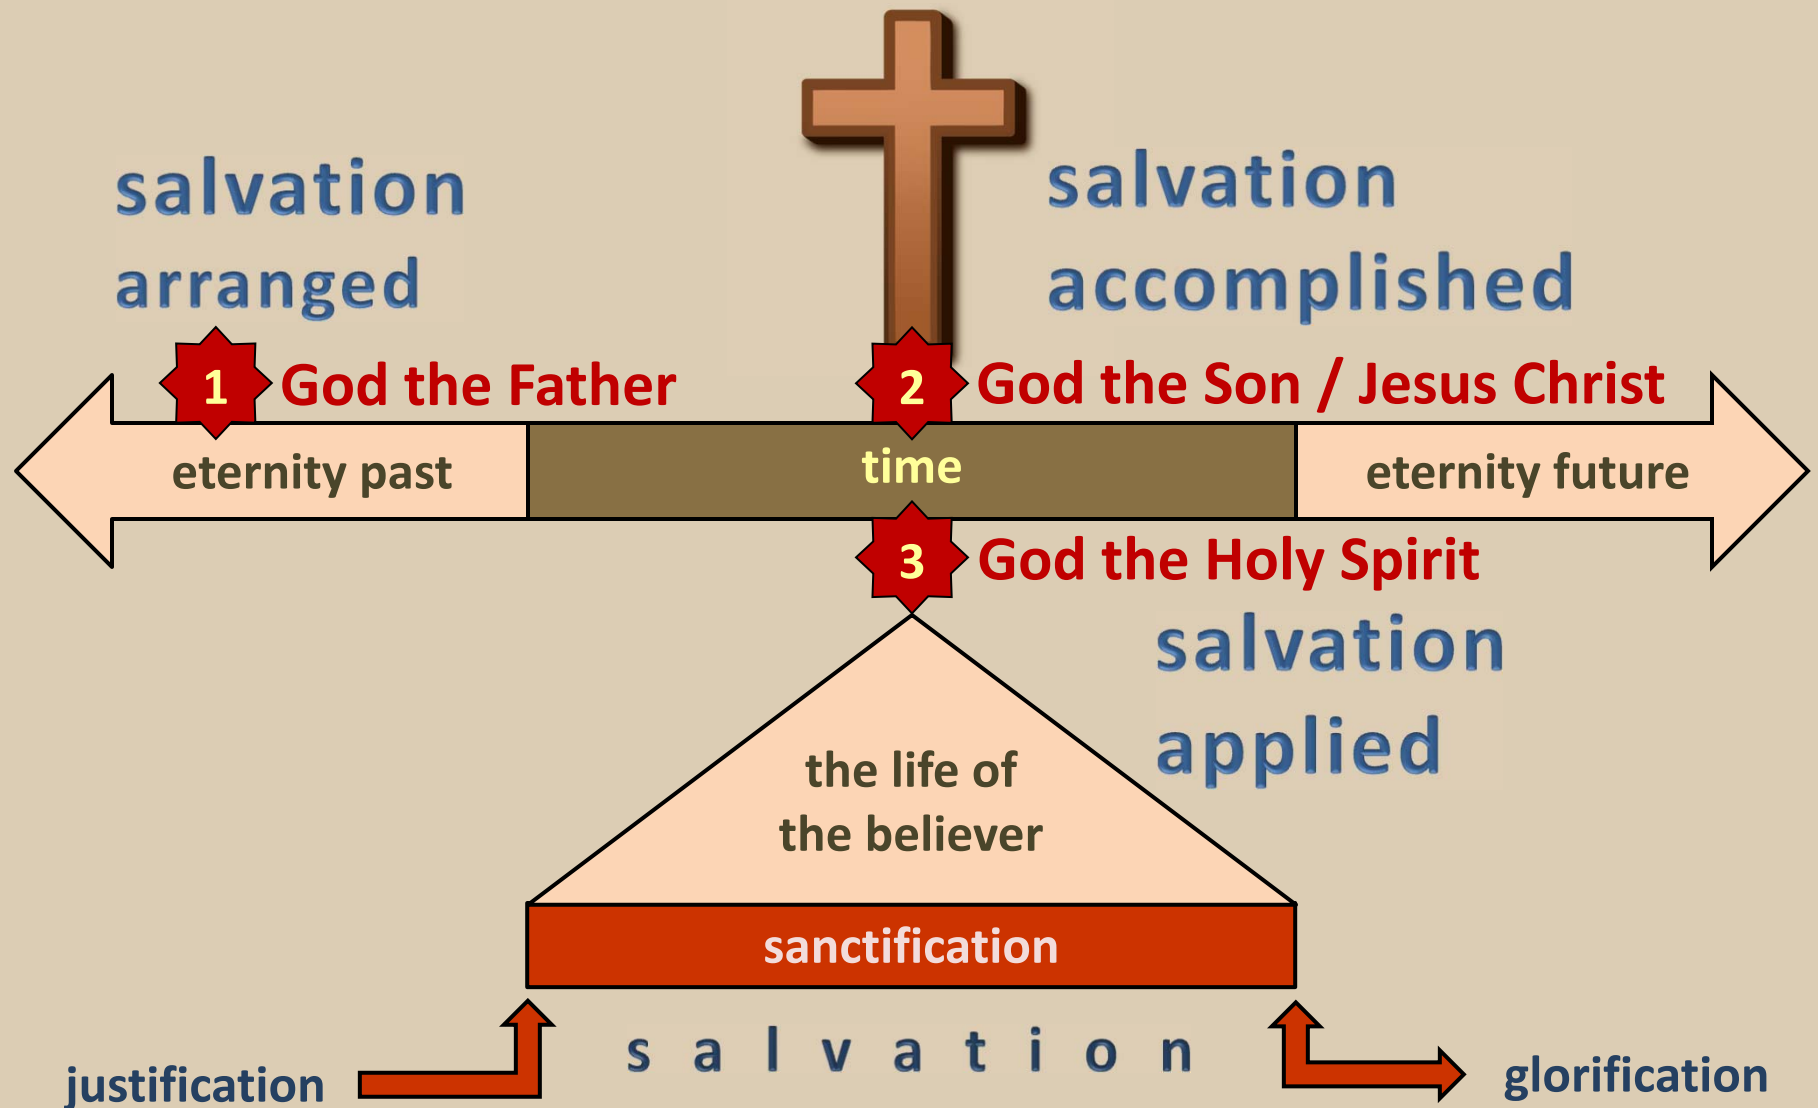 salvation
arranged
salvation
accomplished
1 God the Father
2 God the Son / Jesus Christ
eternity past
time
eternity future
3 God the Holy Spirit
salvation
applied
the life of
the believer
sanctification
salvation
justification
glorification